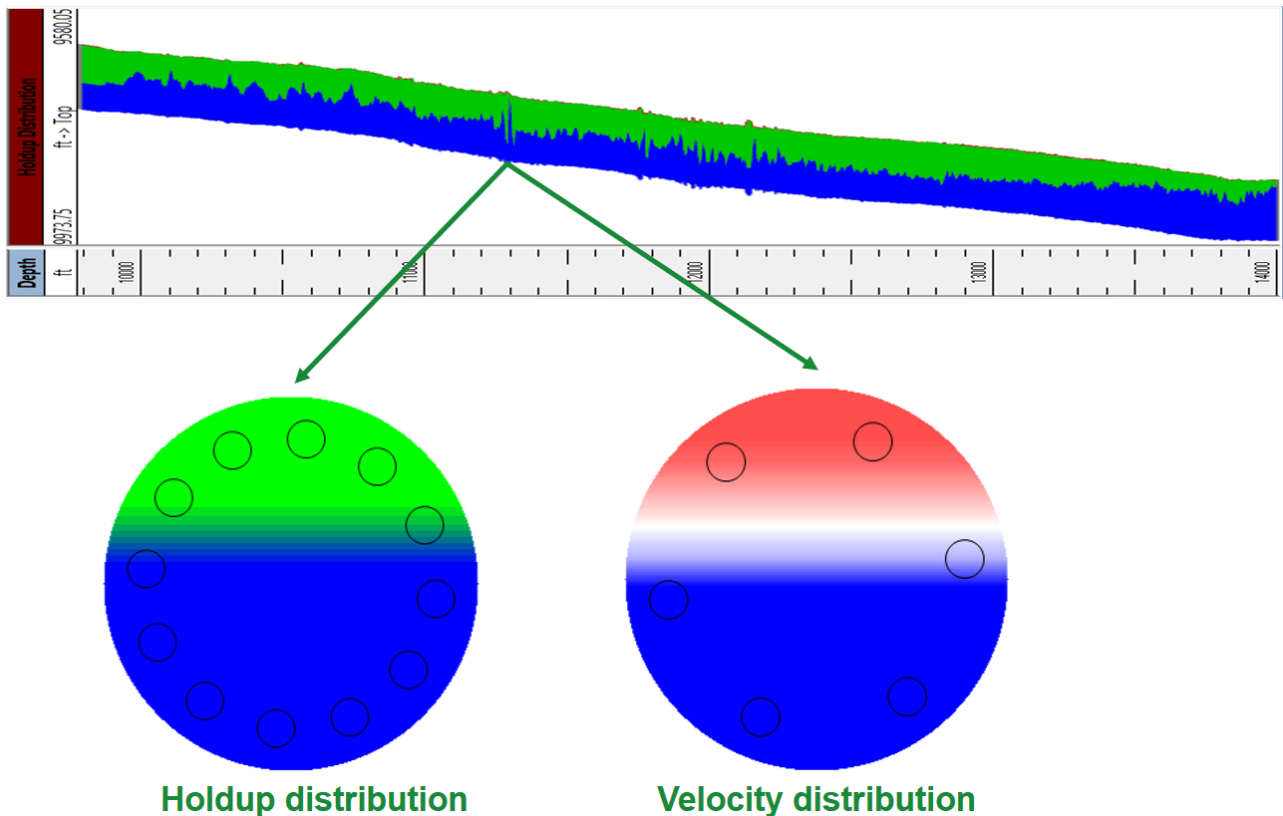 Holdup Distribution
ft -> Top
9580.05
9973.75
Depth
ft
10000
11000
12000
13000
14000
Holdup distribution
Velocity distribution